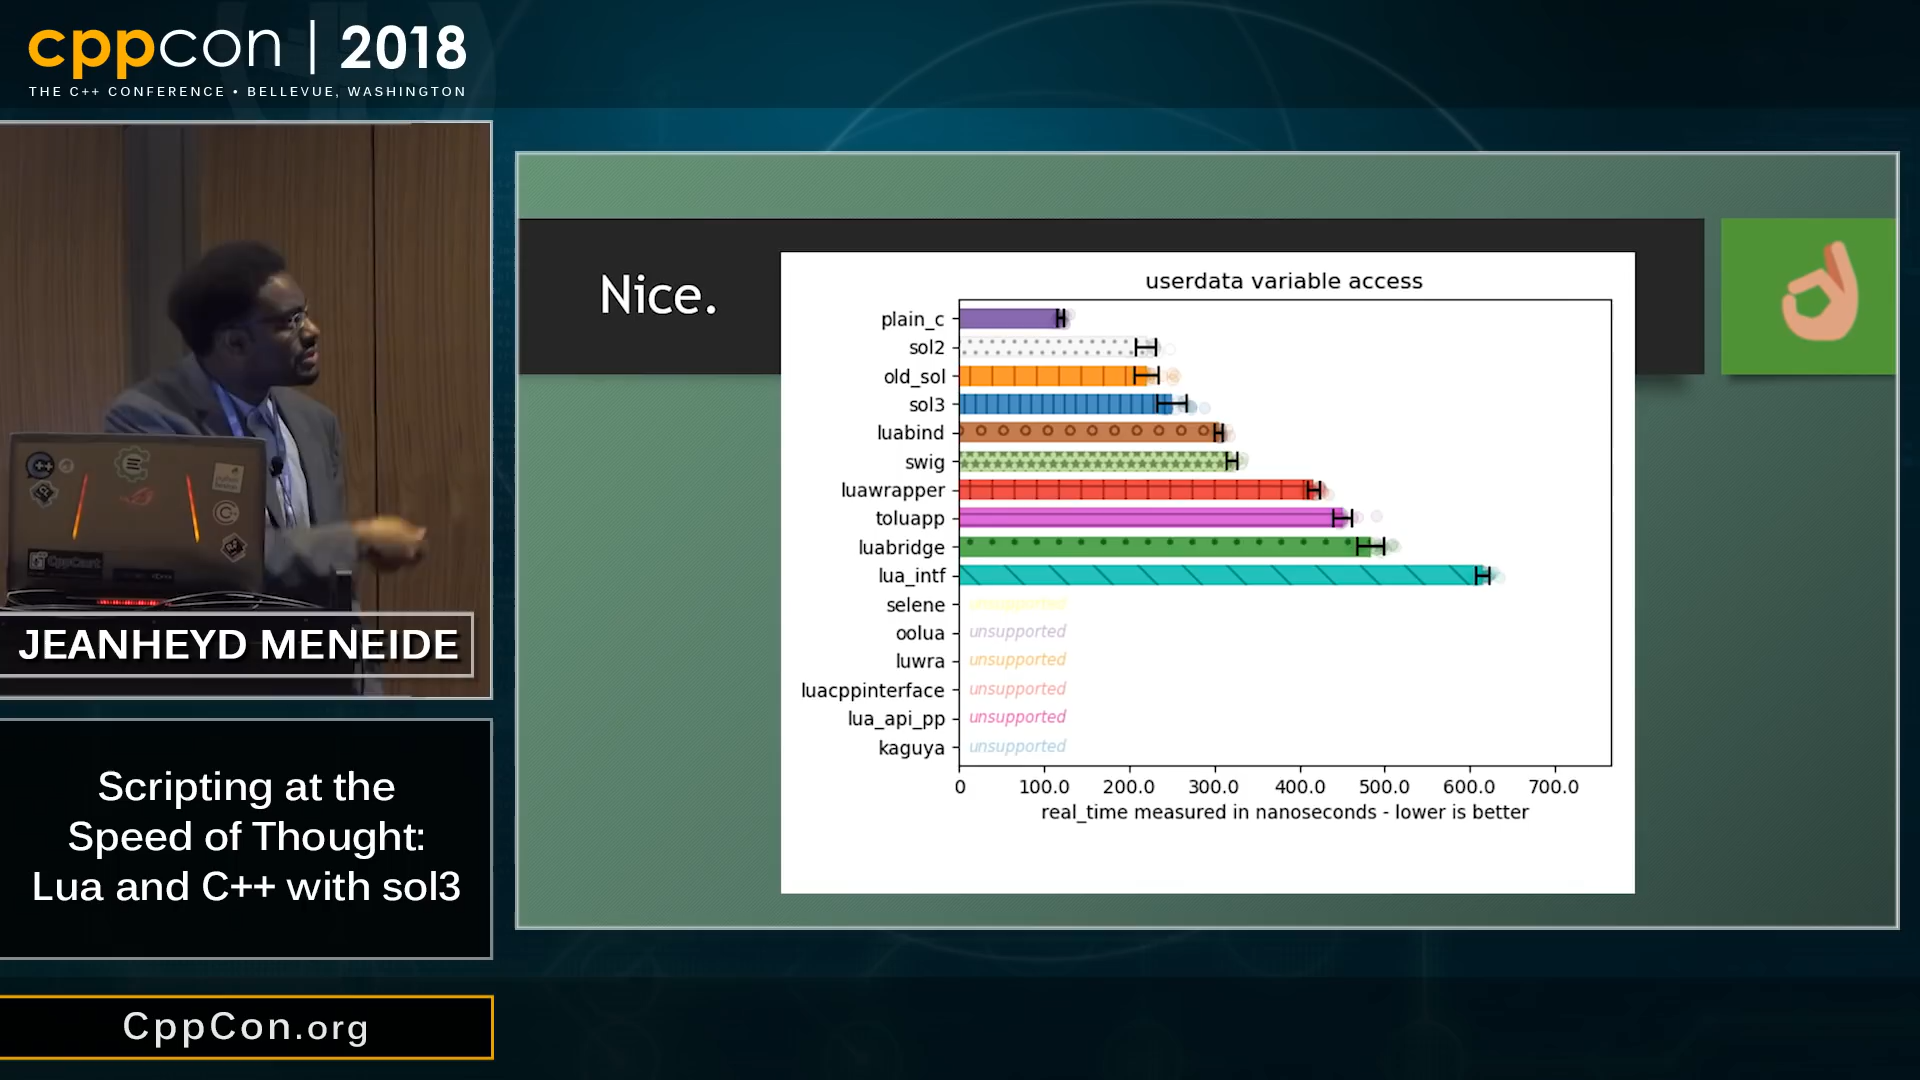 cppcon | 2018
THE C++ CONFERENCE • BELLEVUE, WASHINGTON
JEANHEYD MENEIDE
Scripting at the
Speed of Thought:
Lua and C++ with sol3
CppCon.org
Nice.
userdata variable access
plain_c
sol2
old_sol
sol3
luabind
swig
luawrapper
toluapp
luabridge
lua_intf
selene unsupported
oolua unsupported
luwra unsupported
luacppinterface unsupported
lua_api_pp unsupported
kaguya unsupported
0 100.0 200.0 300.0 400.0 500.0 600.0 700.0
real_time measured in nanoseconds - lower is better